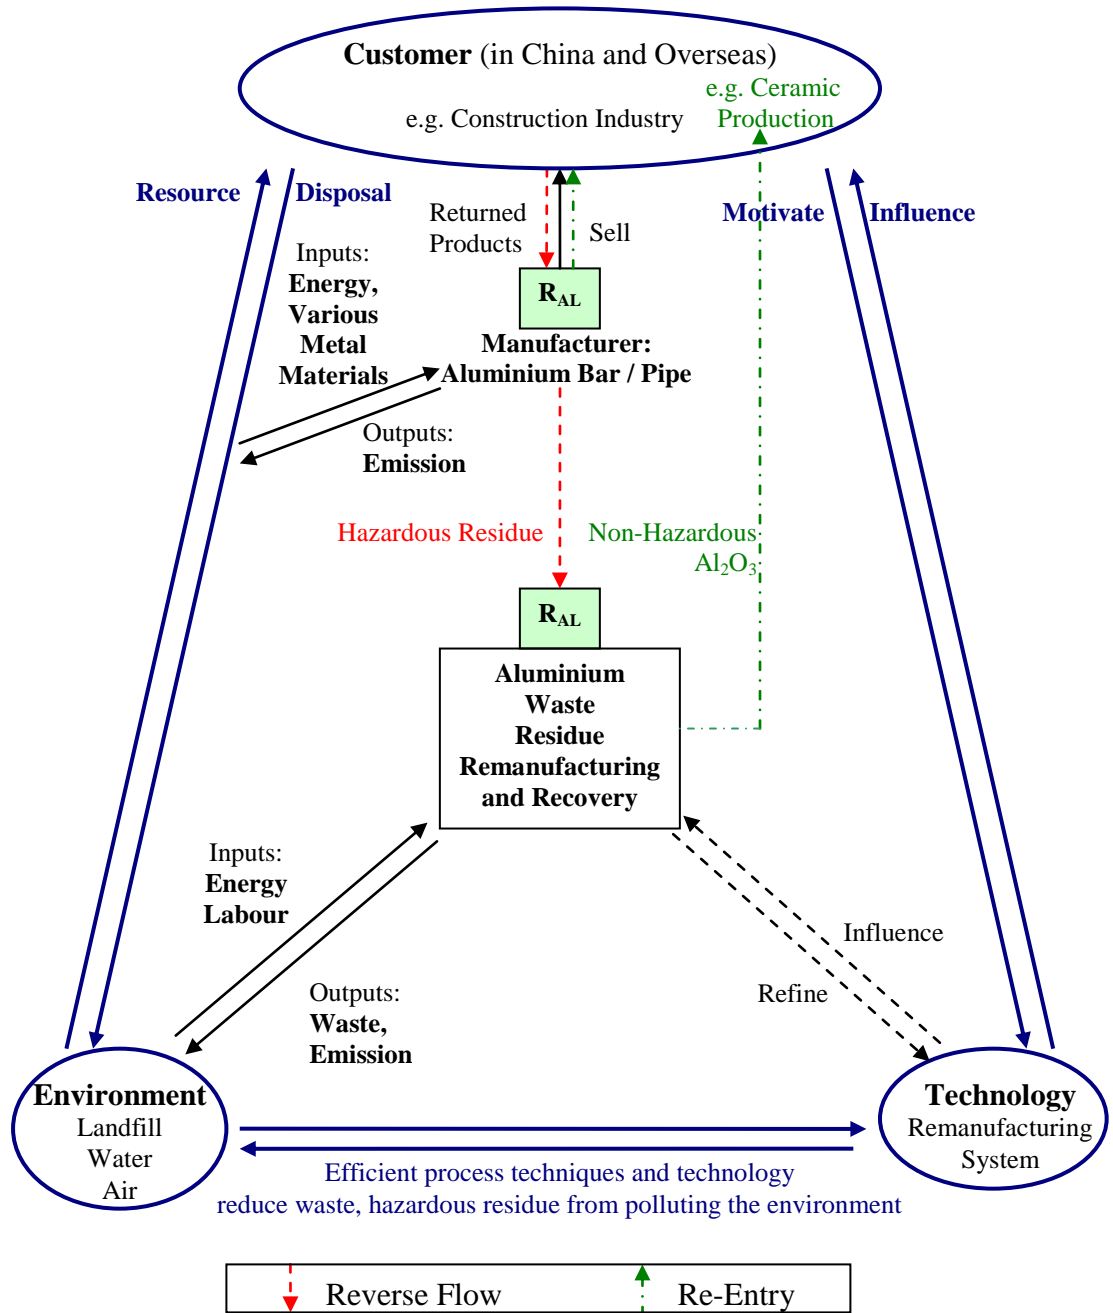 Customer (in China and Overseas)
e.g. Ceramic
e.g. Construction Industry Production
Resource
Disposal
Returned
Products
Sell
Motivate
Influence
Inputs:
Energy,
Various
Metal
Materials
R_AL
Manufacturer:
Aluminium Bar / Pipe
Outputs:
Emission
Hazardous Residue
Non-Hazardous
Al₂O₃
R_AL
Aluminium
Waste
Residue
Remanufacturing
and Recovery
Inputs:
Energy
Labour
Influence
Refine
Outputs:
Waste,
Emission
Environment
Landfill
Water
Air
Technology
Remanufacturing
System
Efficient process techniques and technology
reduce waste, hazardous residue from polluting the environment
Reverse Flow
Re-Entry